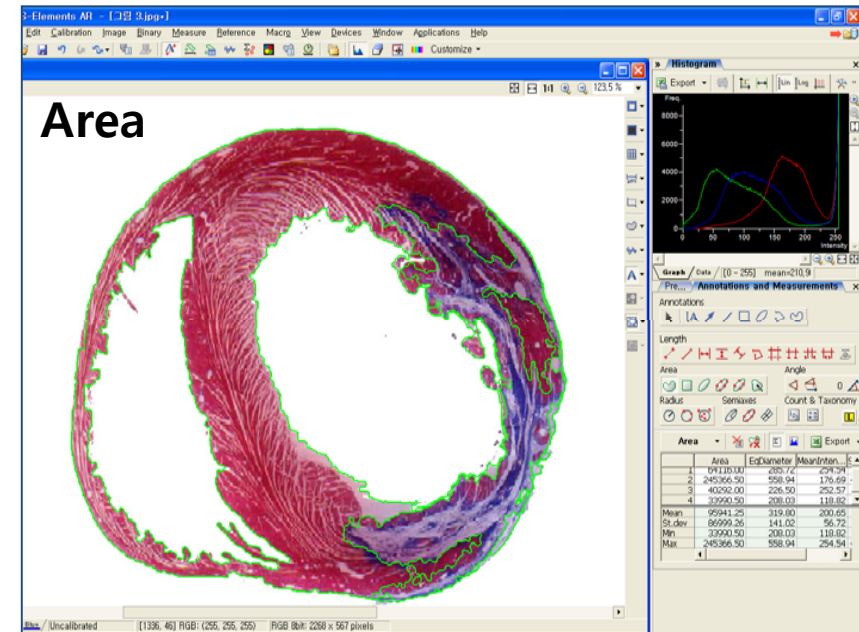 S-Elements AR - [그림 3.jpg*]
Edit Calibration Image Binary Measure Reference Macro View Devices Window Applications Help
Customize
123,5 %
Area
Histogram
Export
Lin Log
Freq.
8000
6000
4000
2000
0
0 50 100 150 200 250
Intensity
Graph Data [0 - 255] mean=210,9
Pre... Annotations and Measurements
Annotations
Length
Area Angle
0
Radus Semiaxes Count & Taxonomy
Area Export
Area EqDiameter MeanInten...
1 64116.00 285.72 254.54
2 245366.50 558.94 176.69
3 40292.00 226.50 252.57
4 33990.50 208.03 118.82
Mean 95941.25 319.80 200.65
St.dev 86999.26 141.02 56.72
Min 33990.50 208.03 118.82
Max 245366.50 558.94 254.54
Uncalibrated [1336, 46] RGB: (255, 255, 255) RGB 8bit: 2268 x 567 pixels